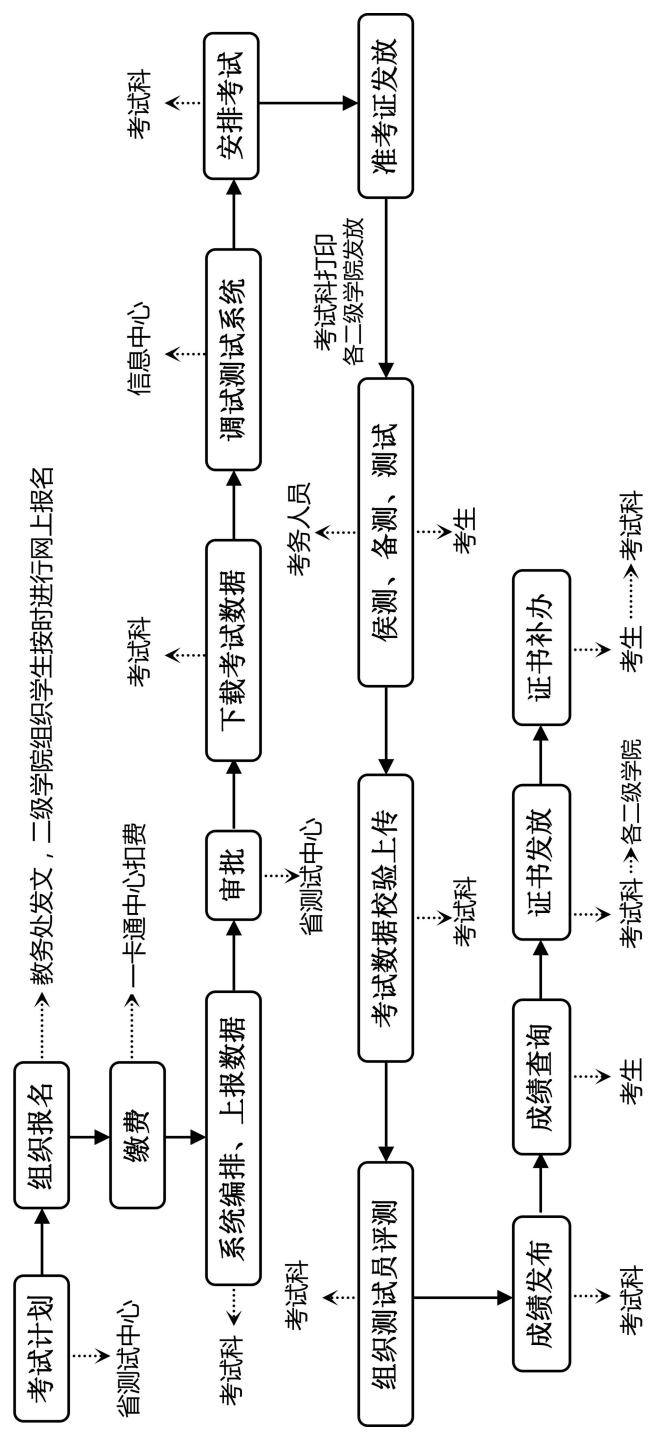 考试计划
省测试中心
组织报名
教务处发文，二级学院组织学生按时进行网上报名
缴费
一卡通中心扣费
系统编排、上报数据
考试科
审批
省测试中心
下载考试数据
考试科
调试测试系统
信息中心
安排考试
考试科
准考证发放
考试科打印
各二级学院发放
侯测、备测、测试
考务人员
考生
考试数据校验上传
考试科
组织测试员评测
考试科
成绩发布
考试科
成绩查询
考生
证书发放
考试科
各二级学院
证书补办
考生
考试科